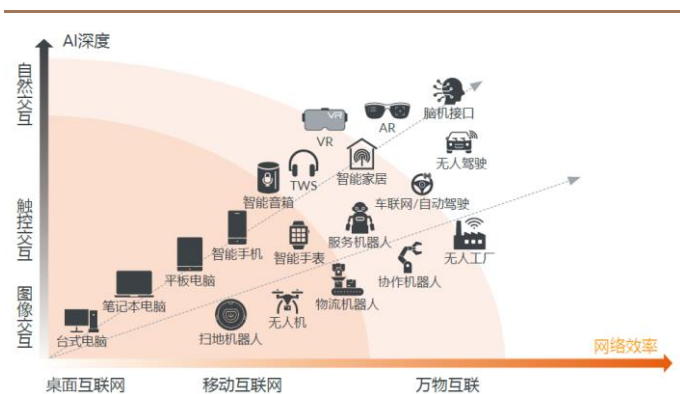 AI深度
自然交互
触控交互
图像交互
脑机接口
VR
VR
AR
无人驾驶
TWS
智能家居
智能音箱
车联网/自动驾驶
智能手机
智能手表
服务机器人
无人工厂
平板电脑
协作机器人
笔记本电脑
物流机器人
无人机
台式电脑
扫地机器人
网络效率
桌面互联网
移动互联网
万物互联